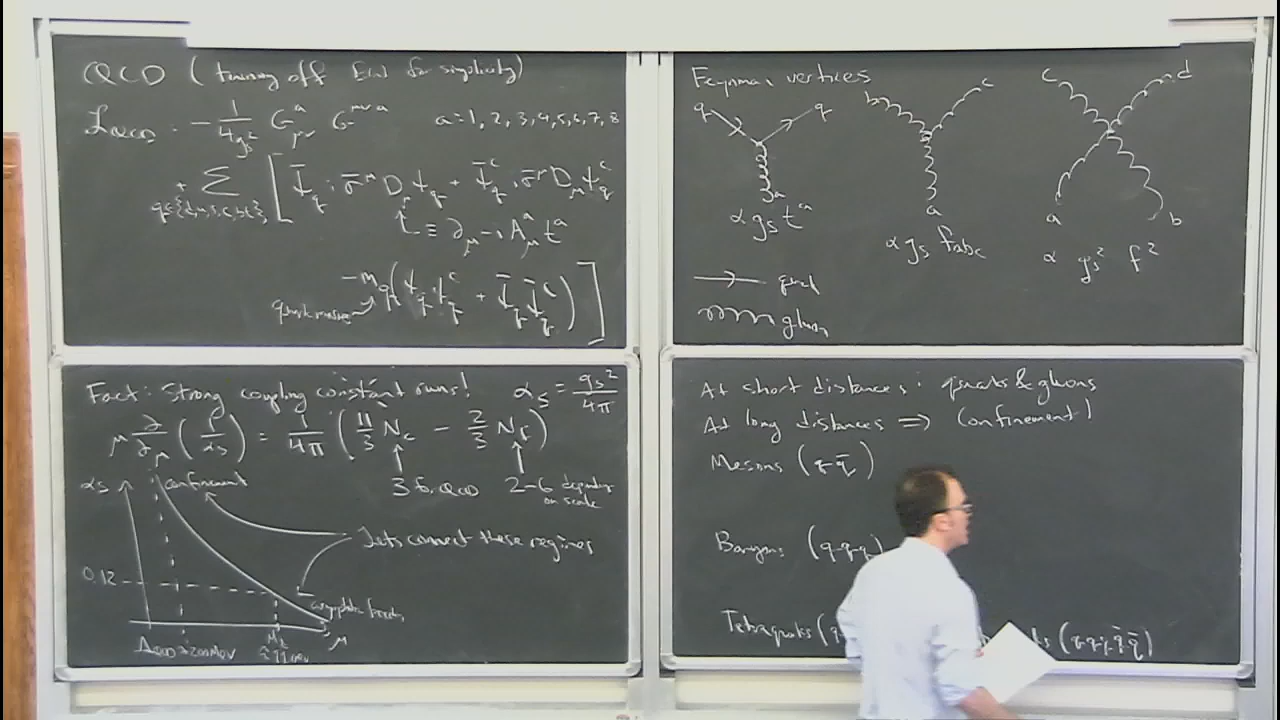 QCD (turning off EW for simplicity)
L_QCD = -1/4g_s² G^a_μν G^μν a   a=1,2,3,4,5,6,7,8
+ Σ_q∈{d,u,s,c,b,t} [ Ψ̄_q i σ̄^μ D_μ ψ_q + Ψ̄^c_q i σ̄^μ D_μ ψ^c_q
≡ ∂_μ - i A^a_μ t^a
- m_q (ψ_q ψ^c_q + Ψ̄_q Ψ̄^c_q) ]
quark masses
Feynman vertices
q q b c c d
a a a b
α g_s t^a
α g_s f_abc
α g_s² f²
quark
gluon
Fact: Strong coupling constant runs! α_s = g_s²/4π
μ ∂/∂μ (1/α_s) = 1/4π (11/3 N_c - 2/3 N_f)
3 for QCD 2-6 depending on scale
α_s confinement
Jets connect these regimes
0.12
asymptotic freedom
Λ_QCD ≈ 200 MeV M_Z μ
At short distances: quarks & gluons
At long distances ⇒ Confinement!
Mesons (q q̄)
Baryons (q q q)
Tetraquarks (q
ks (q q q q̄ q̄)